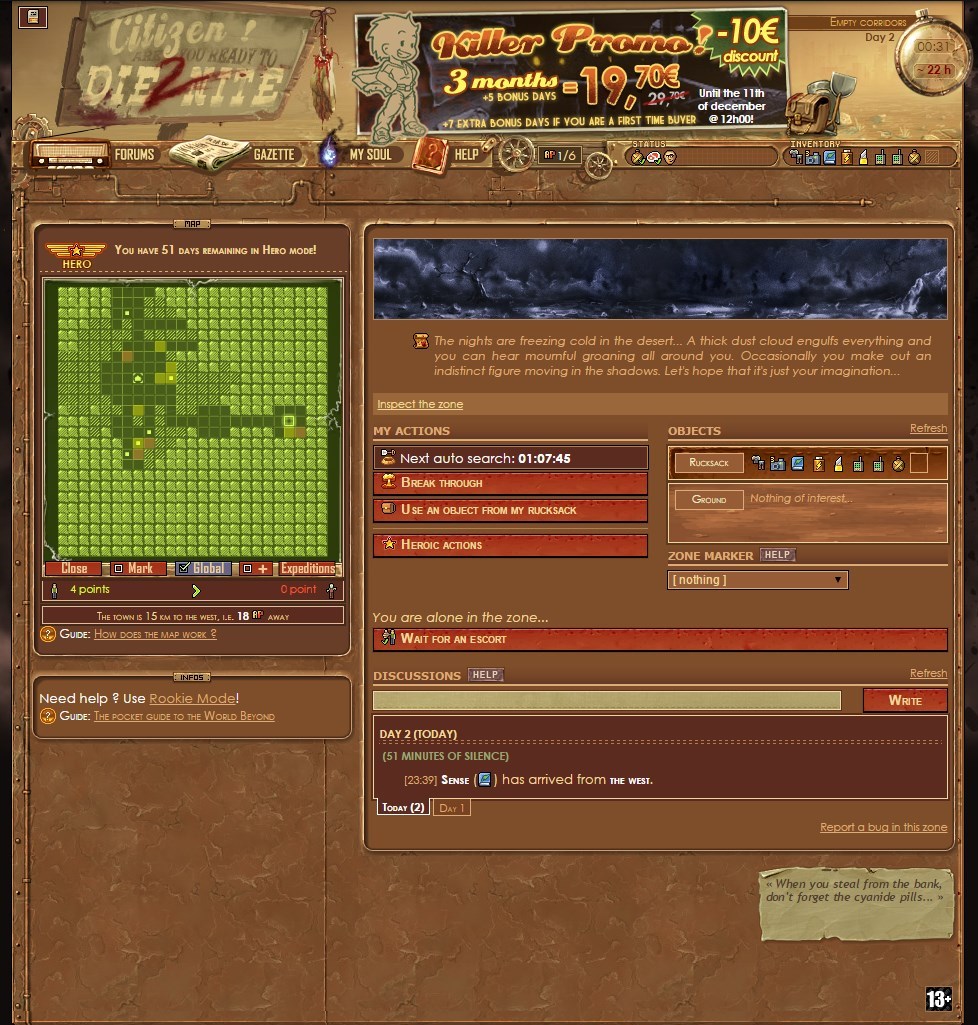 Citizen !
ARE YOU READY TO
DIE2NITE
Killer Promo!
-10€
discount
3 months
+5 BONUS DAYS
=19,70€
29,70€
Until the 11th
of december
@ 12h00!
+7 EXTRA BONUS DAYS IF YOU ARE A FIRST TIME BUYER
Empty corridors
Day 2
00:31
~ 22 h
FORUMS
GAZETTE
MY SOUL
HELP
AP 1/6
STATUS
INVENTORY
MAP
HERO
You have 51 days remaining in Hero mode!
Close
Mark
Global
+
Expeditions
4 points
0 point
The town is 15 km to the west, i.e. 18 AP away
Guide: How does the map work ?
INFOS
Need help ? Use Rookie Mode!
Guide: The pocket guide to the World Beyond
The nights are freezing cold in the desert... A thick dust cloud engulfs everything and
you can hear mournful groaning all around you. Occasionally you make out an
indistinct figure moving in the shadows. Let's hope that it's just your imagination...
Inspect the zone
MY ACTIONS
Next auto search: 01:07:45
Break through
Use an object from my rucksack
Heroic actions
OBJECTS
Refresh
Rucksack
Ground
Nothing of interest...
ZONE MARKER
HELP
[ nothing ]
You are alone in the zone...
Wait for an escort
DISCUSSIONS
HELP
Refresh
Write
DAY 2 (TODAY)
(51 MINUTES OF SILENCE)
[23:39] Sense ( ) has arrived from the west.
Today (2)
Day 1
Report a bug in this zone
« When you steal from the bank,
don't forget the cyanide pills... »
13+